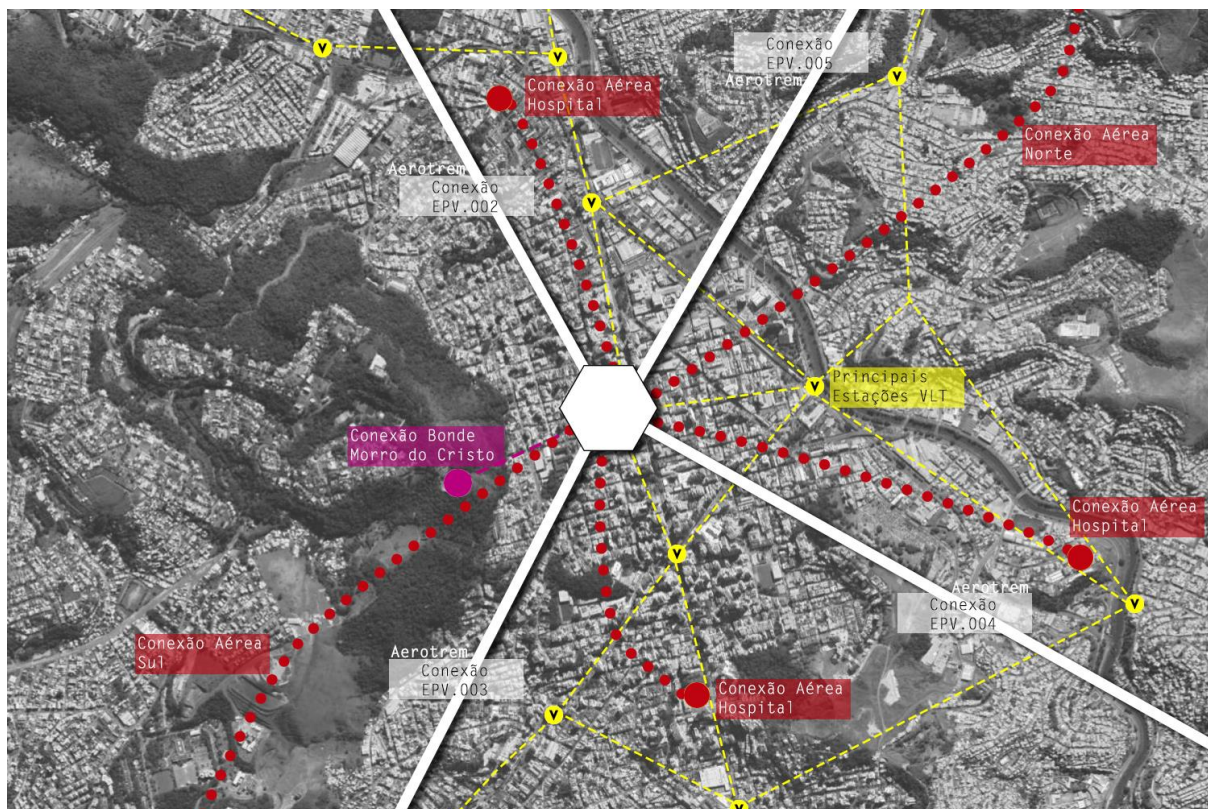 Conexão
EPV.005
Aerotrem
V
V
V
Conexão Aérea
Hospital
Conexão Aérea
Norte
Aerotrem
Conexão
EPV.002
V
Principais
Estações VLT
V
Conexão Bonde
Morro do Cristo
Conexão Aérea
Hospital
V
Aerotrem
Conexão
EPV.004
V
Conexão Aérea
Sul
Aerotrem
Conexão
EPV.003
Conexão Aérea
Hospital
V
V